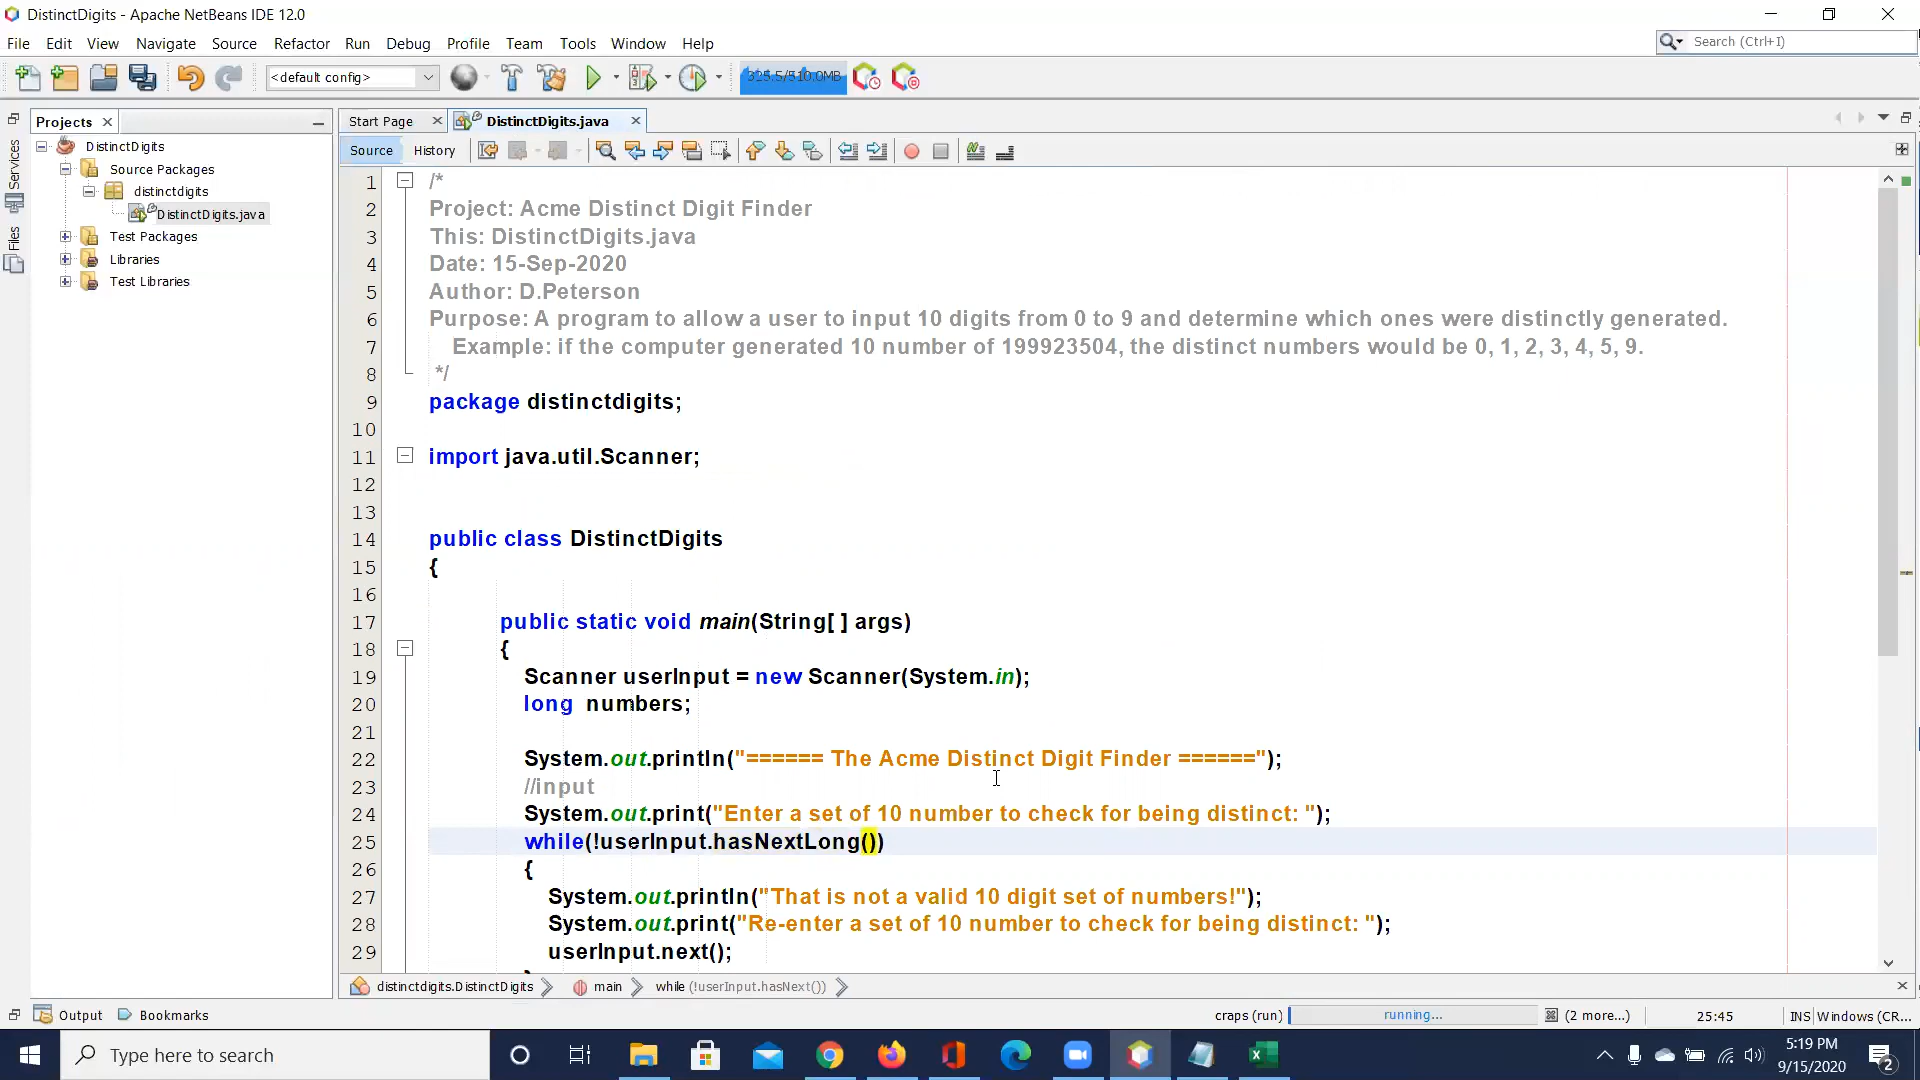 DistinctDigits - Apache NetBeans IDE 12.0
File Edit View Navigate Source Refactor Run Debug Profile Team Tools Window Help
Search (Ctrl+I)
<default config>
325.5/510.0MB
Projects
Start Page
DistinctDigits.java
Source History
Services
Files
DistinctDigits
Source Packages
distinctdigits
DistinctDigits.java
Test Packages
Libraries
Test Libraries
1 /*
2 Project: Acme Distinct Digit Finder
3 This: DistinctDigits.java
4 Date: 15-Sep-2020
5 Author: D.Peterson
6 Purpose: A program to allow a user to input 10 digits from 0 to 9 and determine which ones were distinctly generated.
7 Example: if the computer generated 10 number of 199923504, the distinct numbers would be 0, 1, 2, 3, 4, 5, 9.
8 */
9 package distinctdigits;
10
11 import java.util.Scanner;
12
13
14 public class DistinctDigits
15 {
16
17 public static void main(String[ ] args)
18 {
19 Scanner userInput = new Scanner(System.in);
20 long numbers;
21
22 System.out.println("====== The Acme Distinct Digit Finder ======");
23 //input
24 System.out.print("Enter a set of 10 number to check for being distinct: ");
25 while(!userInput.hasNextLong())
26 {
27 System.out.println("That is not a valid 10 digit set of numbers!");
28 System.out.print("Re-enter a set of 10 number to check for being distinct: ");
29 userInput.next();
distinctdigits.DistinctDigits main while (!userInput.hasNext())
Output Bookmarks
craps (run) running... (2 more...) 25:45 INS Windows (CR...
Type here to search
5:19 PM
9/15/2020
2